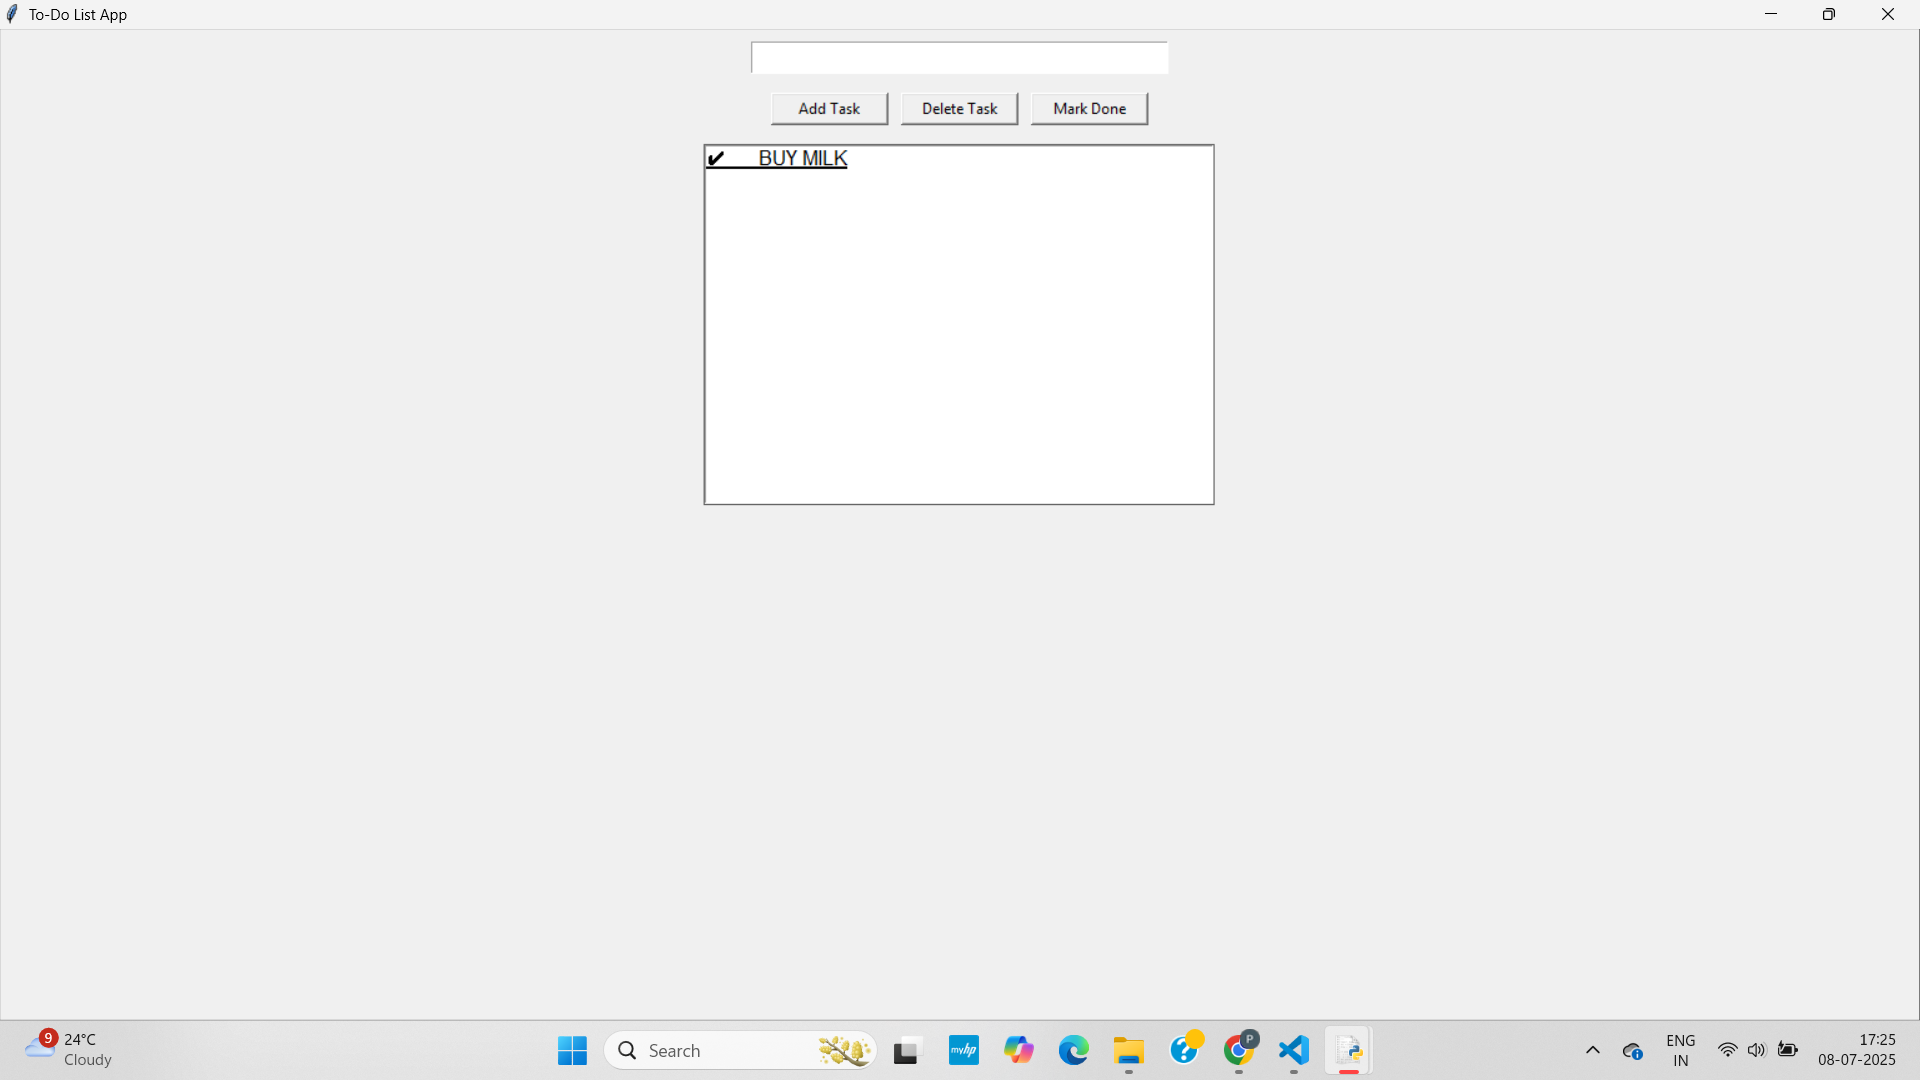 To-Do List App
Add Task Delete Task Mark Done
✔ BUY MILK
9
24°C
Cloudy
Search
myhp
P
ENG
IN
17:25
08-07-2025